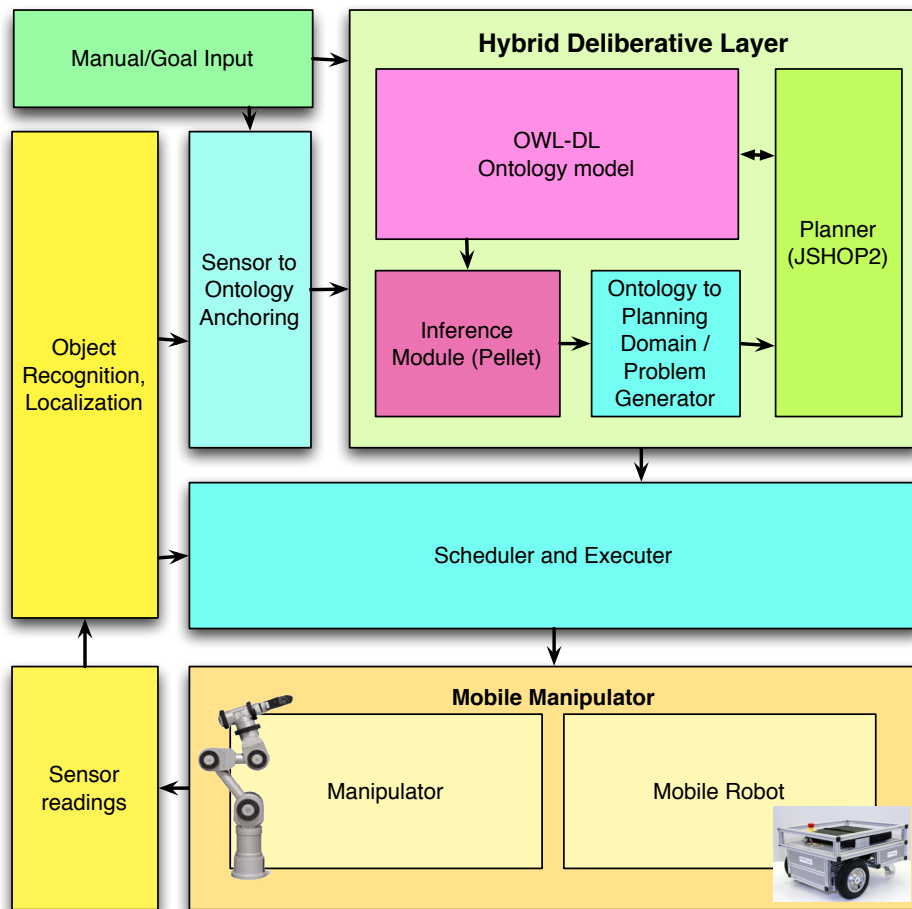 Manual/Goal Input
Hybrid Deliberative Layer
OWL-DL
Ontology model
Planner
(JSHOP2)
Sensor to
Ontology
Anchoring
Inference
Module (Pellet)
Ontology to
Planning
Domain /
Problem
Generator
Object
Recognition,
Localization
Scheduler and Executer
Mobile Manipulator
Sensor
readings
Manipulator
Mobile Robot